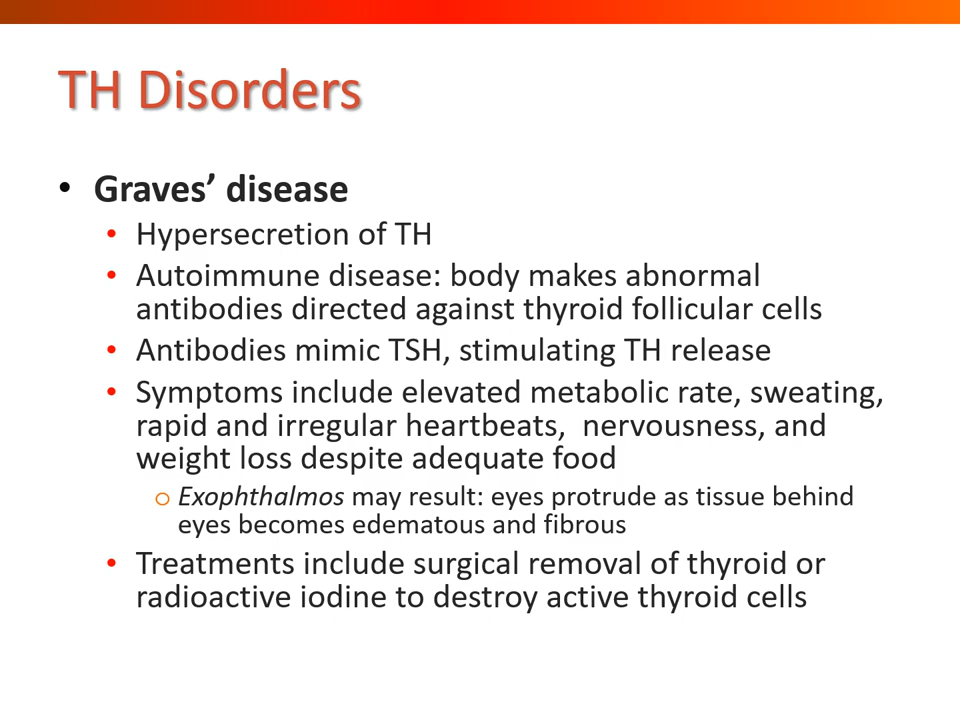 TH Disorders
• Graves’ disease
• Hypersecretion of TH
• Autoimmune disease: body makes abnormal
antibodies directed against thyroid follicular cells
• Antibodies mimic TSH, stimulating TH release
• Symptoms include elevated metabolic rate, sweating,
rapid and irregular heartbeats,  nervousness, and
weight loss despite adequate food
o Exophthalmos may result: eyes protrude as tissue behind
eyes becomes edematous and fibrous
• Treatments include surgical removal of thyroid or
radioactive iodine to destroy active thyroid cells